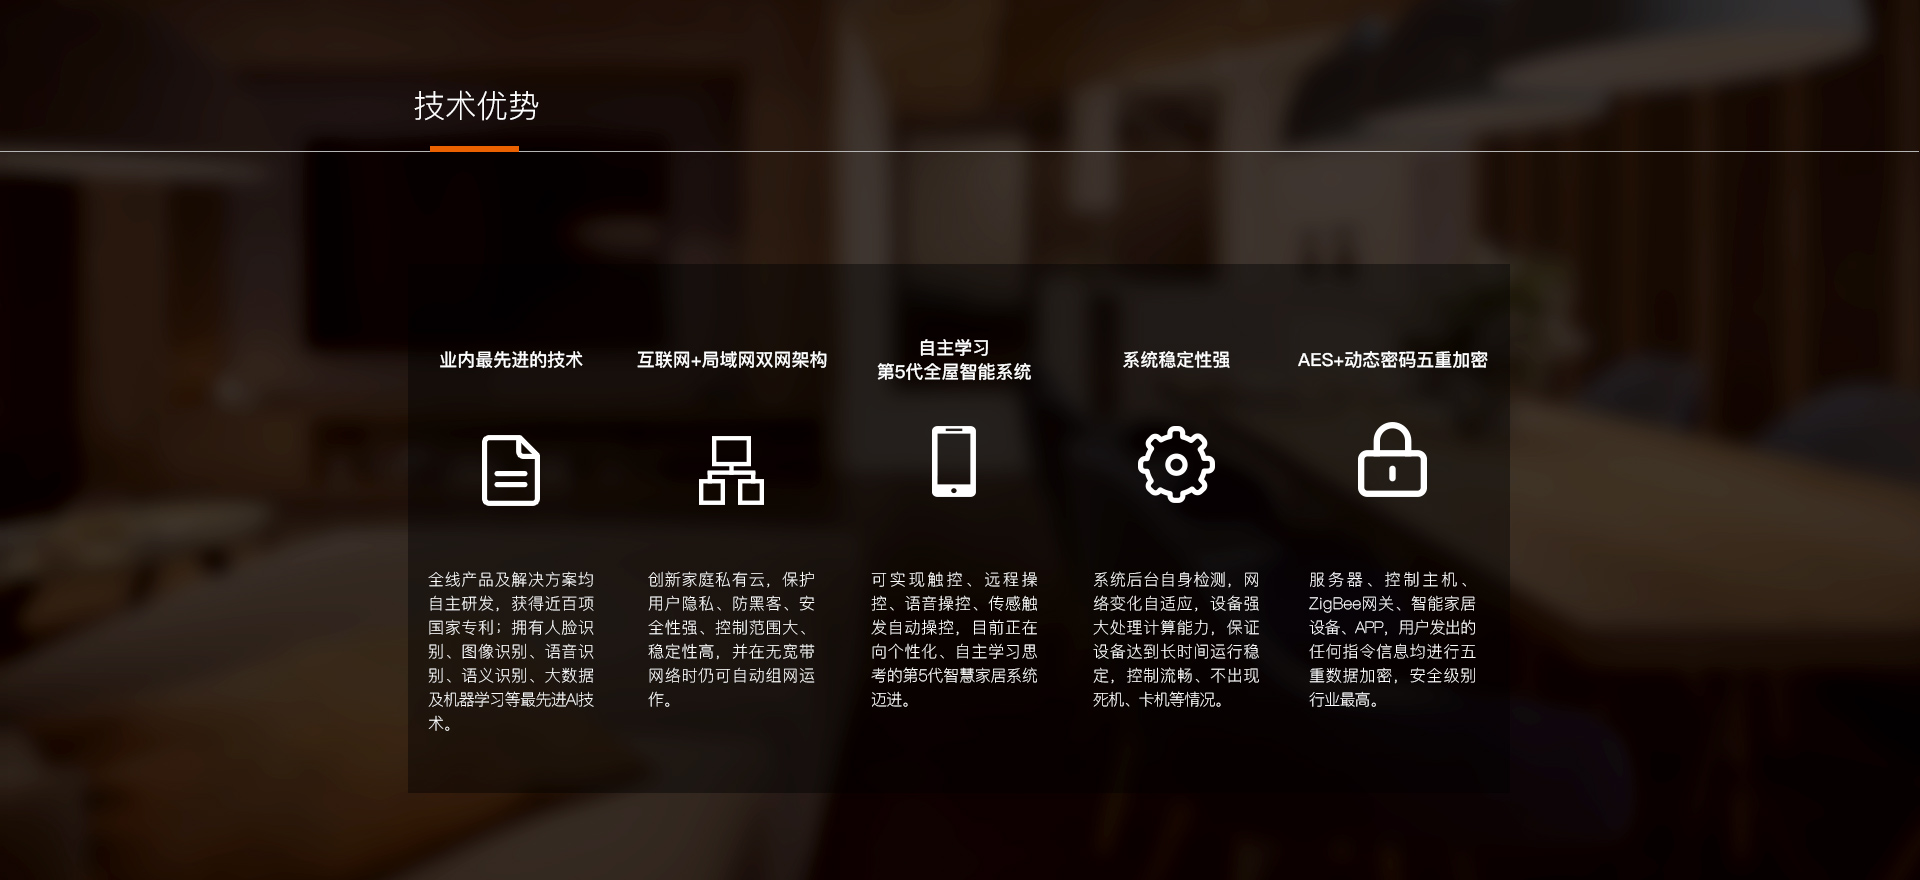 技术优势
业内最先进的技术
全线产品及解决方案均
自主研发，获得近百项
国家专利；拥有人脸识
别、图像识别、语音识
别、语义识别、大数据
及机器学习等最先进AI技
术。
互联网+局域网双网架构
创新家庭私有云，保护
用户隐私、防黑客、安
全性强、控制范围大、
稳定性高，并在无宽带
网络时仍可自动组网运
作。
自主学习
第5代全屋智能系统
可实现触控、远程操
控、语音操控、传感触
发自动操控，目前正在
向个性化、自主学习思
考的第5代智慧家居系统
迈进。
系统稳定性强
系统后台自身检测，网
络变化自适应，设备强
大处理计算能力，保证
设备达到长时间运行稳
定，控制流畅、不出现
死机、卡机等情况。
AES+动态密码五重加密
服务器、控制主机、
ZigBee网关、智能家居
设备、APP，用户发出的
任何指令信息均进行五
重数据加密，安全级别
行业最高。